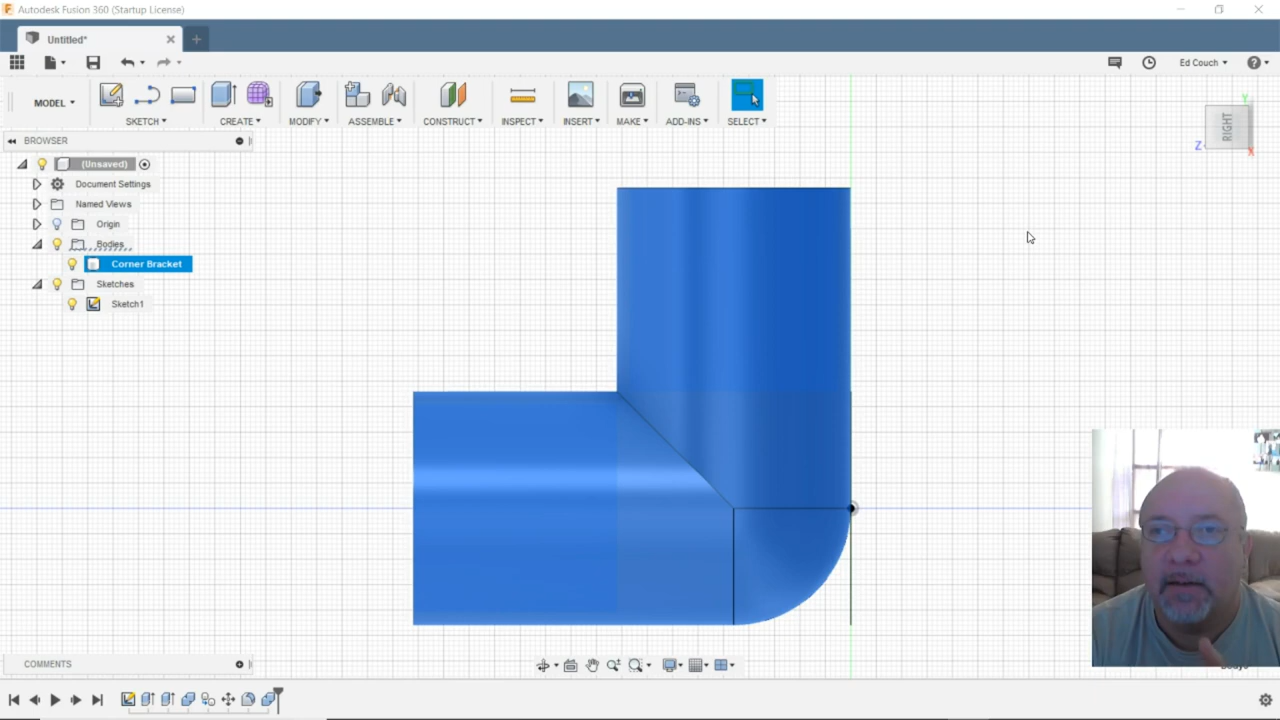 Autodesk Fusion 360 (Startup License)
Untitled*
Ed Couch
MODEL
SKETCH
CREATE
MODIFY
ASSEMBLE
CONSTRUCT
INSPECT
INSERT
MAKE
ADD-INS
SELECT
BROWSER
(Unsaved)
Document Settings
Named Views
Origin
Bodies
Corner Bracket
Sketches
Sketch1
Y
RIGHT
Z
X
COMMENTS